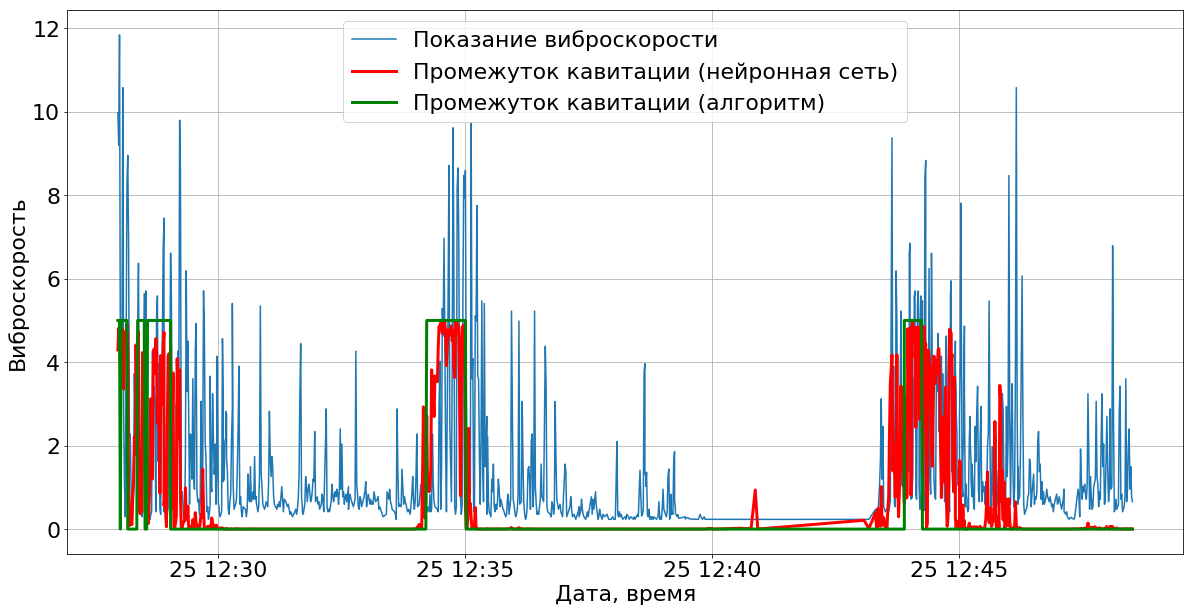 Показание виброскорости
Промежуток кавитации (нейронная сеть)
Промежуток кавитации (алгоритм)
Виброскорость
12
10
8
6
4
2
0
25 12:30
25 12:35
25 12:40
25 12:45
Дата, время